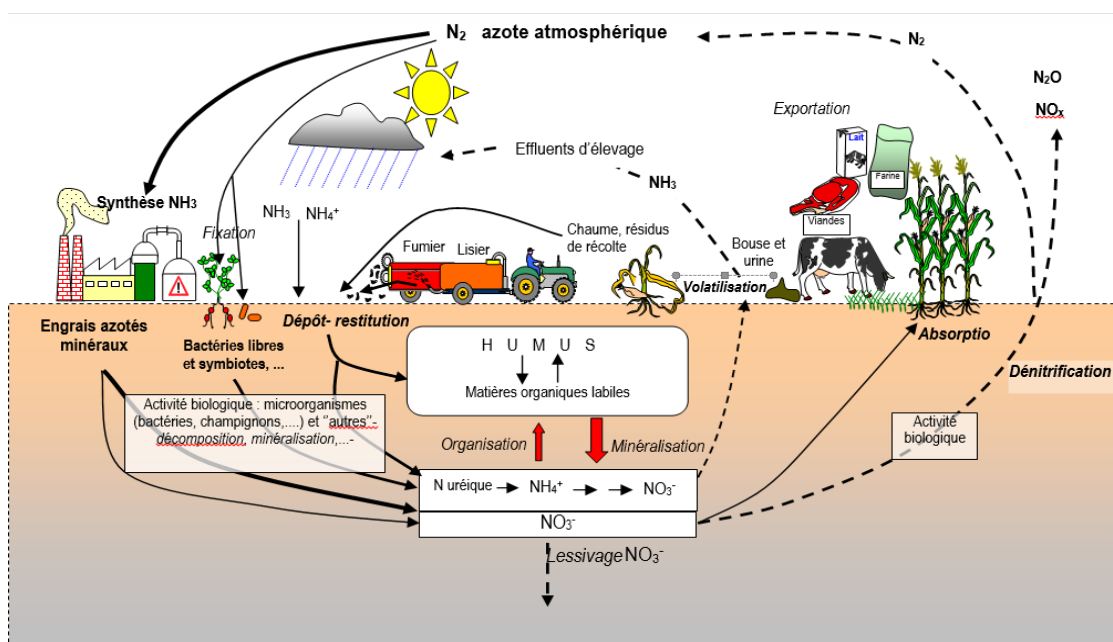 N₂ azote atmosphérique
N₂
N₂O
NOₓ
Exportation
Lait
Farine
Viandes
Effluents d'élevage
NH₃
Synthèse NH₃
Fixation
NH₃ NH₄⁺
Chaume, résidus
de récolte
Fumier
Lisier
Bouse et
urine
Volatilisation
Engrais azotés
minéraux
Bactéries libres
et symbiotes, ...
Dépôt- restitution
Absorptio
Dénitrification
H U M U S
Matières organiques labiles
Activité biologique : microorganismes
(bactéries, champignons,....) et "autres"-
décomposition, minéralisation,...-
Organisation
Minéralisation
Activité
biologique
N uréique NH₄⁺ NO₃⁻
NO₃⁻
Lessivage NO₃⁻